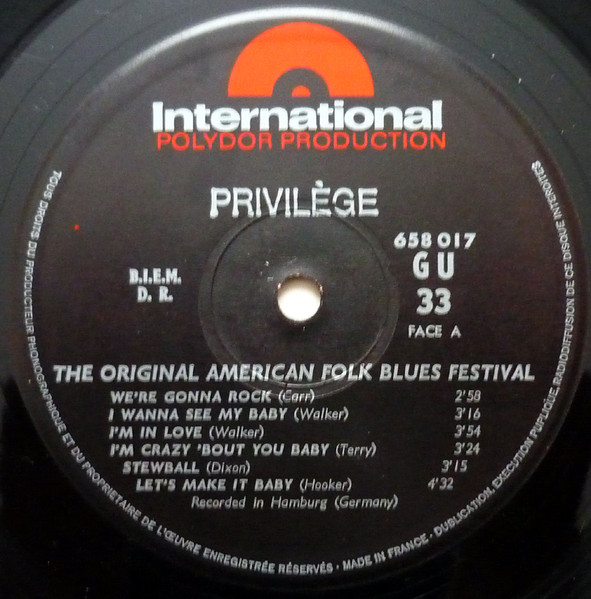 International
POLYDOR PRODUCTION
PRIVILÈGE
658 017
B.I.E.M.
G U
D. R.
33
FACE A
THE ORIGINAL AMERICAN FOLK BLUES FESTIVAL
WE'RE GONNA ROCK (Carr) 2'58
I WANNA SEE MY BABY (Walker) 3'16
I'M IN LOVE (Walker) 3'54
I'M CRAZY 'BOUT YOU BABY (Terry) 3'24
STEWBALL (Dixon) 3'15
LET'S MAKE IT BABY (Hooker) 4'32
Recorded In Hamburg (Germany)
TOUS DROITS DU PRODUCTEUR PHONOGRAPHIQUE ET DU PROPRIETAIRE DE L'ŒUVRE ENREGISTRÉE RÉSERVÉS · MADE IN FRANCE · DUBLICATION, EXECUTION PUBLIQUE, RADIODIFFUSION DE CE DISQUE INTERDITES